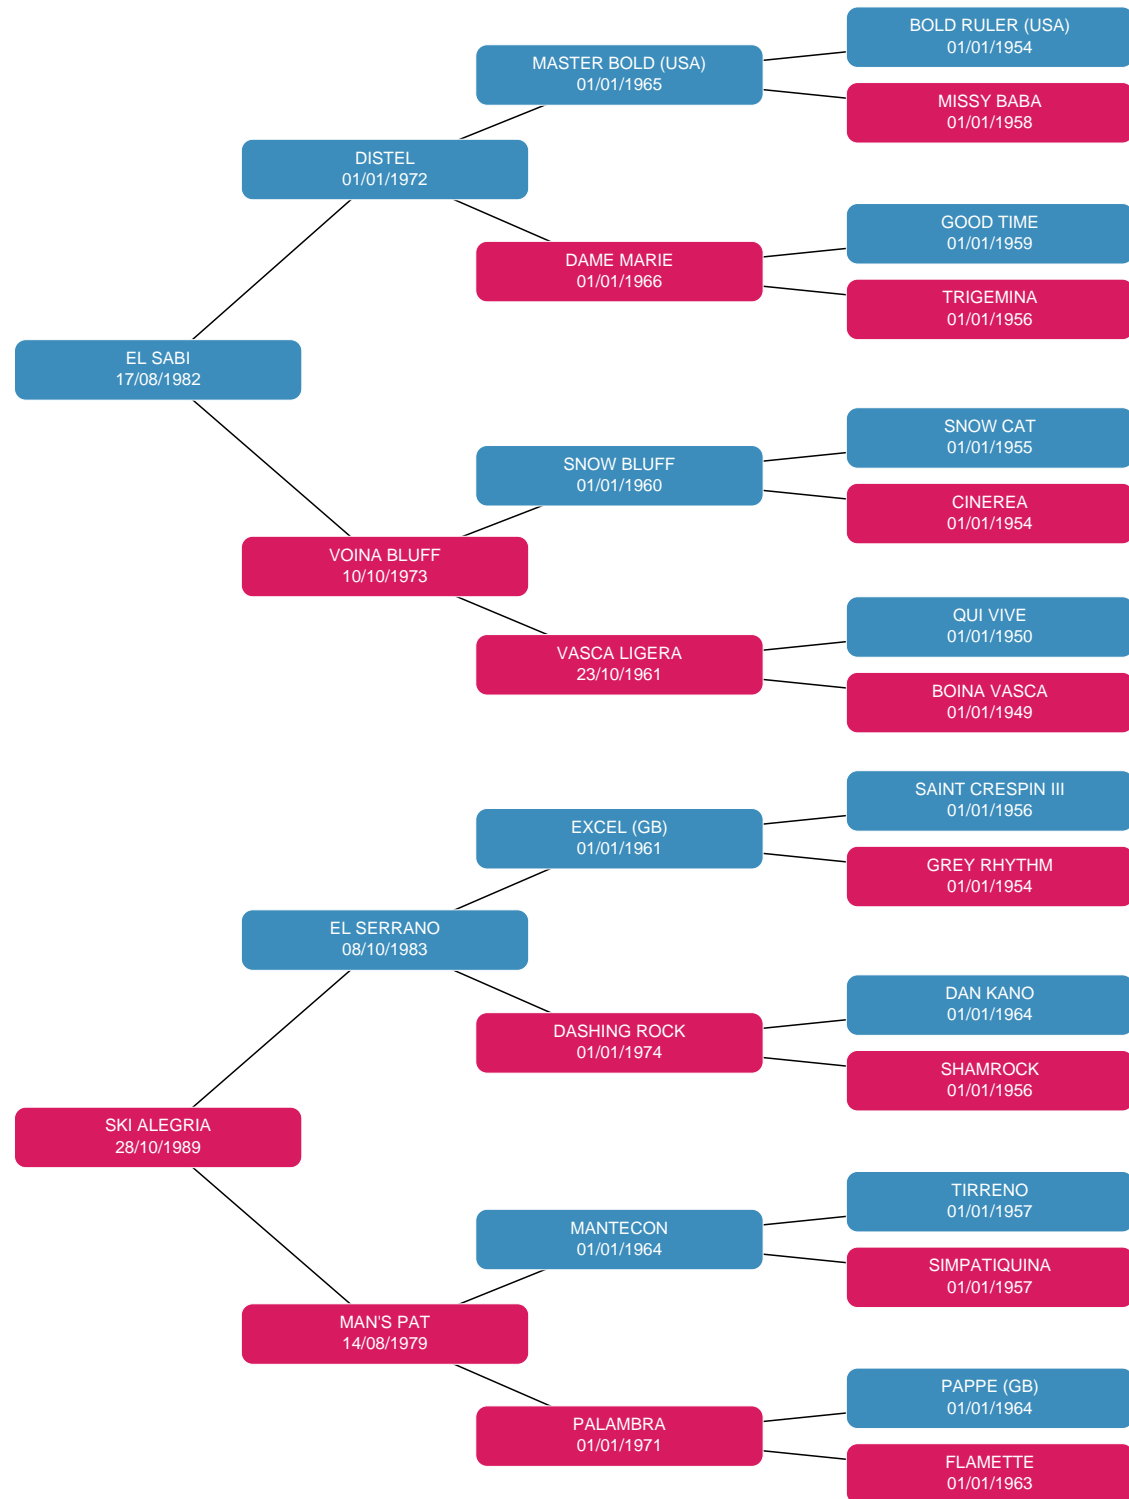 BOLD RULER (USA)
01/01/1954
MASTER BOLD (USA)
01/01/1965
MISSY BABA
01/01/1958
DISTEL
01/01/1972
GOOD TIME
01/01/1959
DAME MARIE
01/01/1966
TRIGEMINA
01/01/1956
EL SABI
17/08/1982
SNOW CAT
01/01/1955
SNOW BLUFF
01/01/1960
CINEREA
01/01/1954
VOINA BLUFF
10/10/1973
QUI VIVE
01/01/1950
VASCA LIGERA
23/10/1961
BOINA VASCA
01/01/1949
SAINT CRESPIN III
01/01/1956
EXCEL (GB)
01/01/1961
GREY RHYTHM
01/01/1954
EL SERRANO
08/10/1983
DAN KANO
01/01/1964
DASHING ROCK
01/01/1974
SHAMROCK
01/01/1956
SKI ALEGRIA
28/10/1989
TIRRENO
01/01/1957
MANTECON
01/01/1964
SIMPATIQUINA
01/01/1957
MAN'S PAT
14/08/1979
PAPPE (GB)
01/01/1964
PALAMBRA
01/01/1971
FLAMETTE
01/01/1963